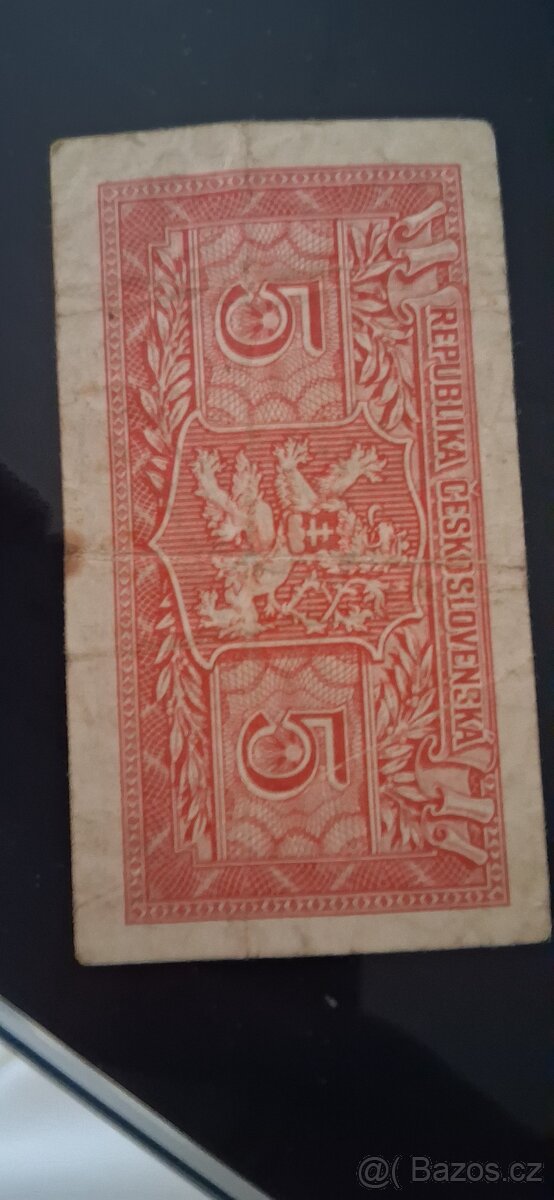 REPUBLIKA ČESKOSLOVENSKÁ
5
5
@( Bazos.cz